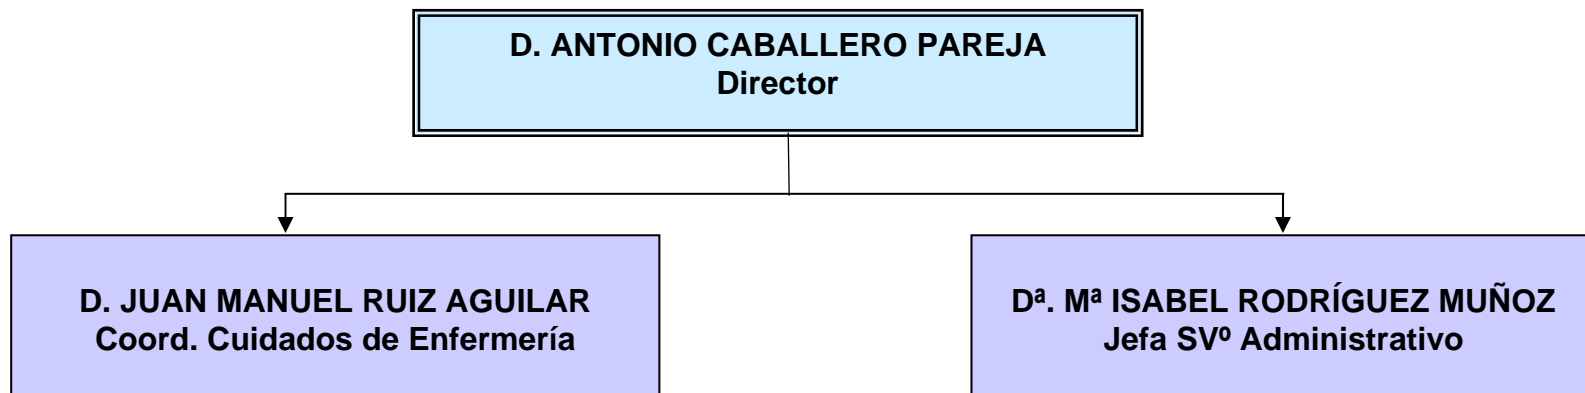 D. ANTONIO CABALLERO PAREJA
Director
D. JUAN MANUEL RUIZ AGUILAR
Coord. Cuidados de Enfermería
Dª. Mª ISABEL RODRÍGUEZ MUÑOZ
Jefa SVº Administrativo